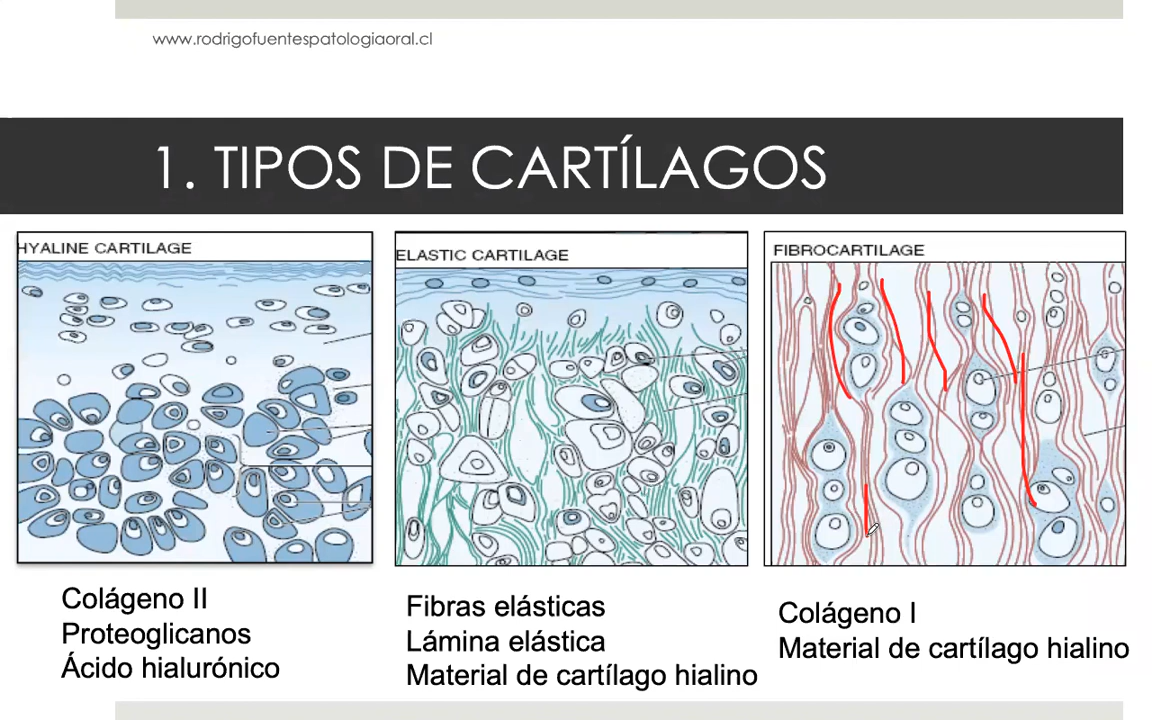 www.rodrigofuentespatologiaoral.cl
1. TIPOS DE CARTÍLAGOS
HYALINE CARTILAGE
ELASTIC CARTILAGE
FIBROCARTILAGE
Colágeno II
Proteoglicanos
Ácido hialurónico
Fibras elásticas
Lámina elástica
Material de cartílago hialino
Colágeno I
Material de cartílago hialino